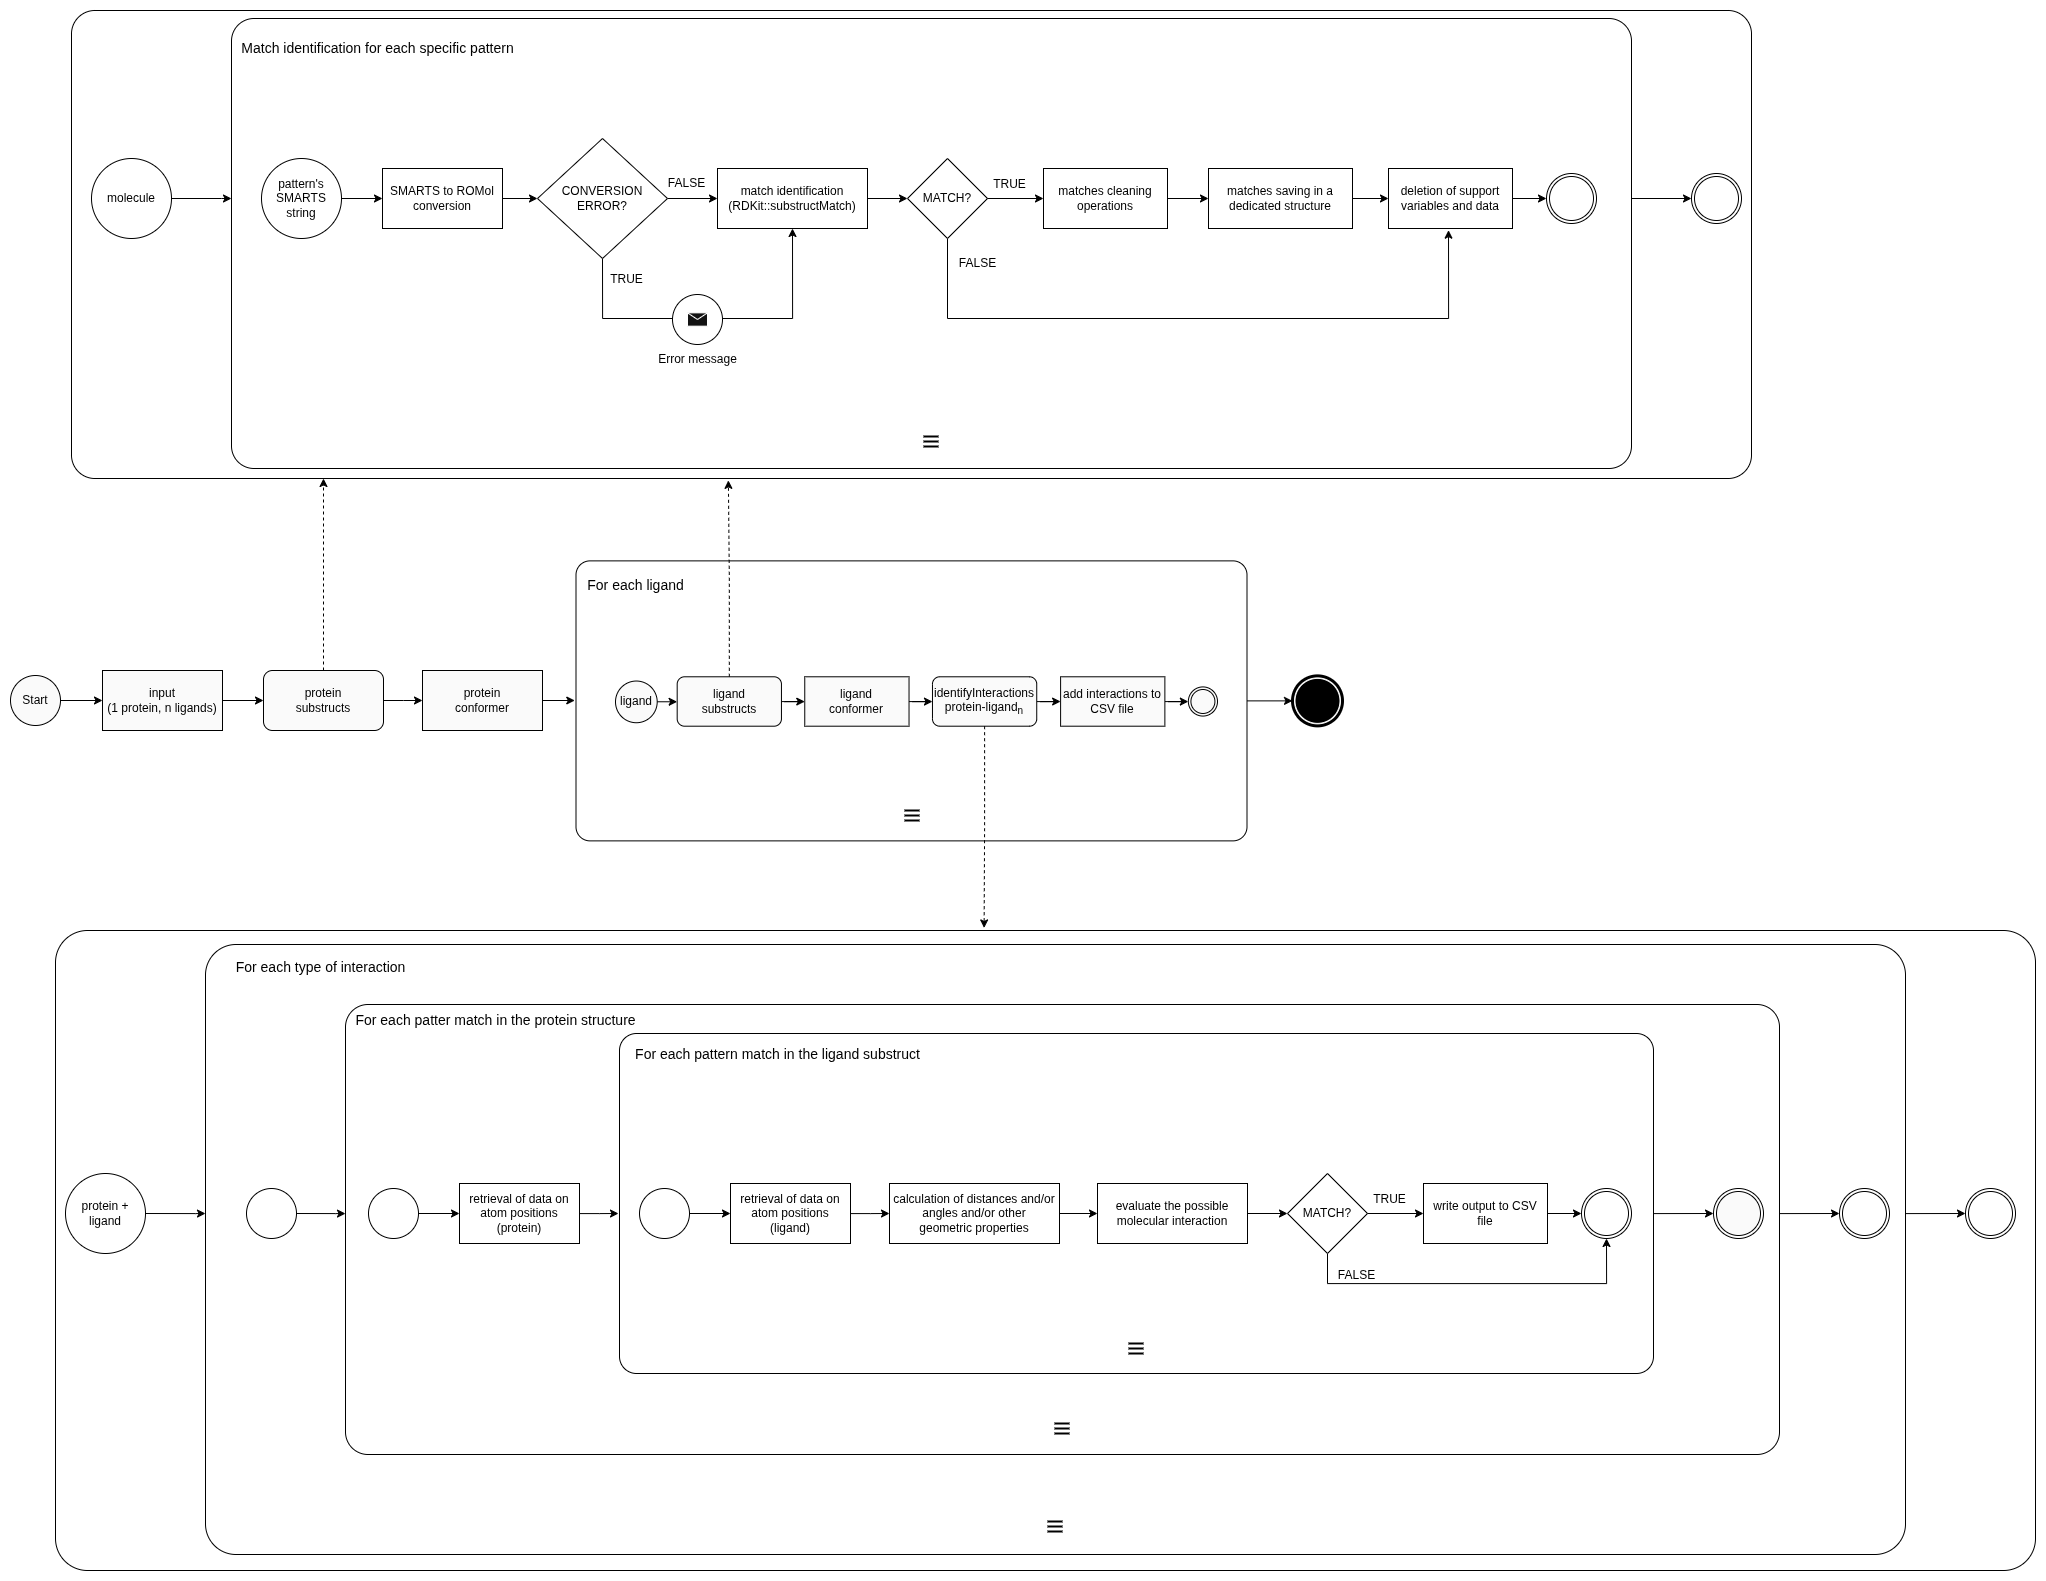 Match identification for each specific pattern
molecule
pattern's
SMARTS
string
SMARTS to ROMol
conversion
CONVERSION
ERROR?
FALSE
TRUE
Error message
match identification
(RDKit::substructMatch)
MATCH?
TRUE
FALSE
matches cleaning
operations
matches saving in a
dedicated structure
deletion of support
variables and data
Start
input
(1 protein, n ligands)
protein
substructs
protein
conformer
For each ligand
ligand
ligand
substructs
ligand
conformer
identifyInteractions
protein-ligandn
add interactions to
CSV file
For each type of interaction
For each patter match in the protein structure
For each pattern match in the ligand substruct
protein +
ligand
retrieval of data on
atom positions
(protein)
retrieval of data on
atom positions
(ligand)
calculation of distances and/or
angles and/or other
geometric properties
evaluate the possible
molecular interaction
MATCH?
TRUE
FALSE
write output to CSV
file